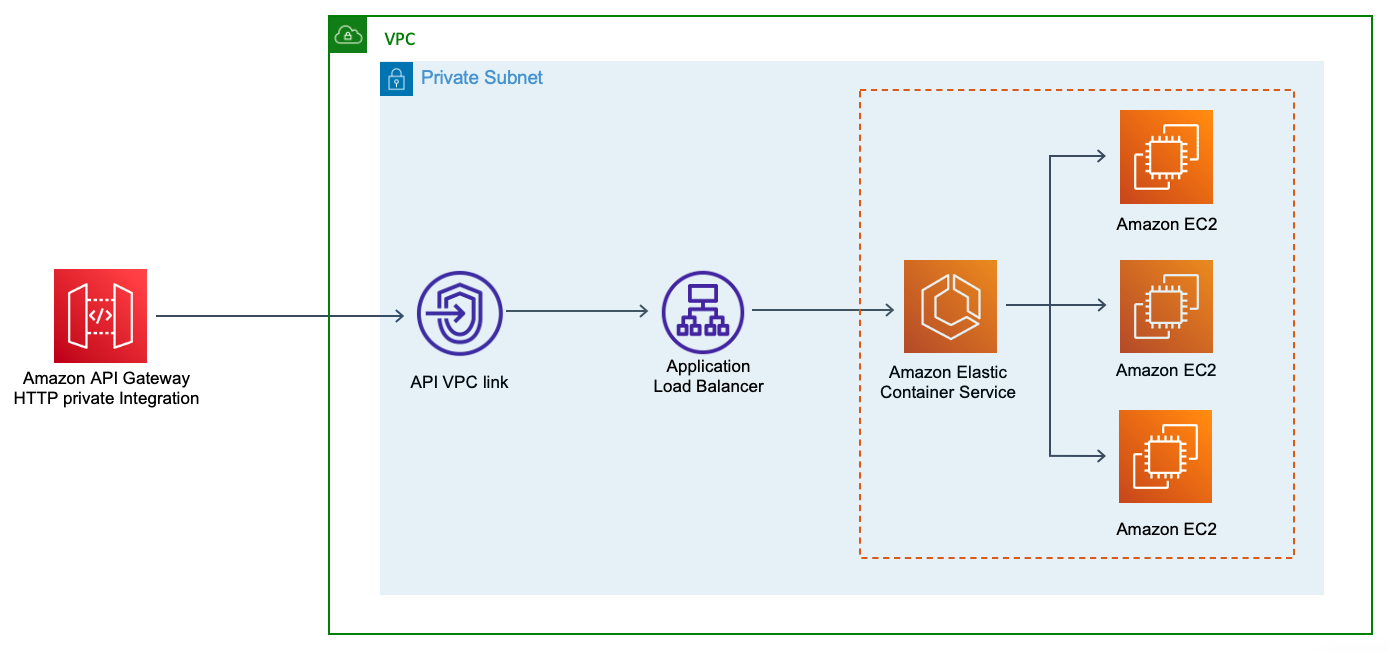 VPC
Private Subnet
Amazon API Gateway
HTTP private Integration
</>
API VPC link
Application
Load Balancer
Amazon Elastic
Container Service
Amazon EC2
Amazon EC2
Amazon EC2